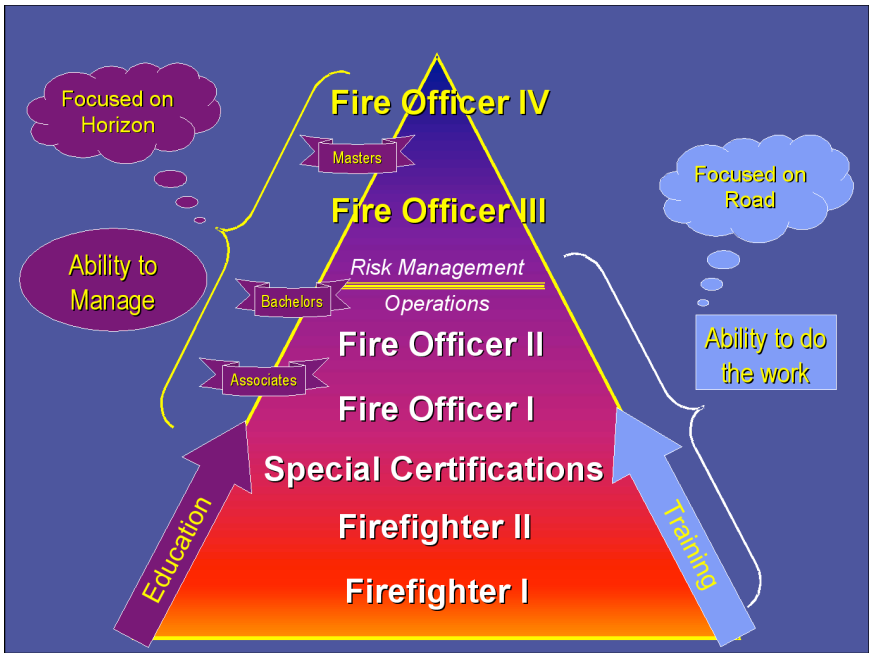 Focused on
Horizon
Fire Officer IV
Masters
Focused on
Road
Fire Officer III
Ability to
Manage
Risk Management
Bachelors
Operations
Fire Officer II
Ability to do
the work
Associates
Fire Officer I
Special Certifications
Education
Training
Firefighter II
Firefighter I